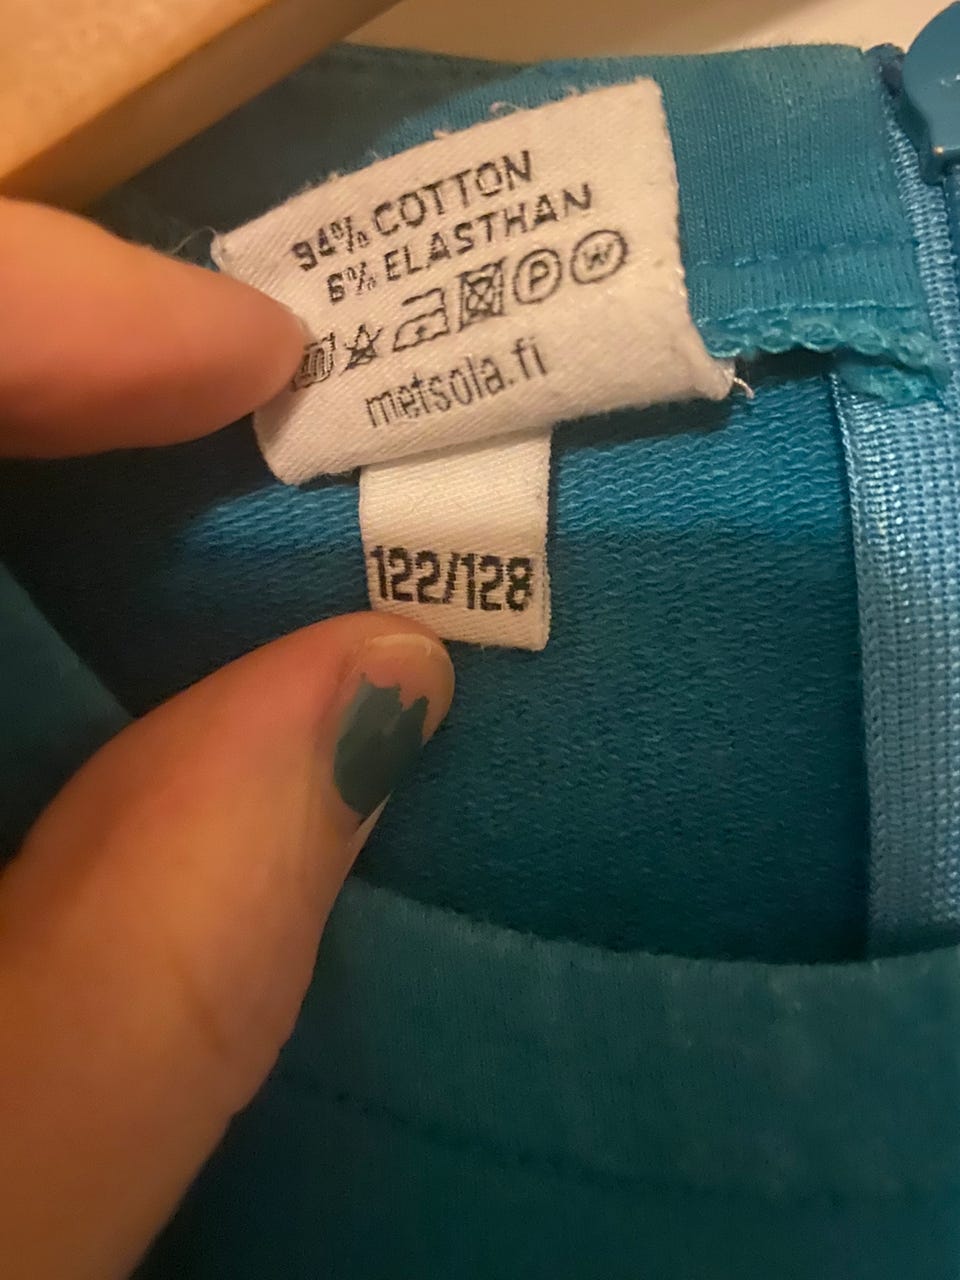 94% COTTON
6% ELASTHAN
P W
metsola.fi
122/128